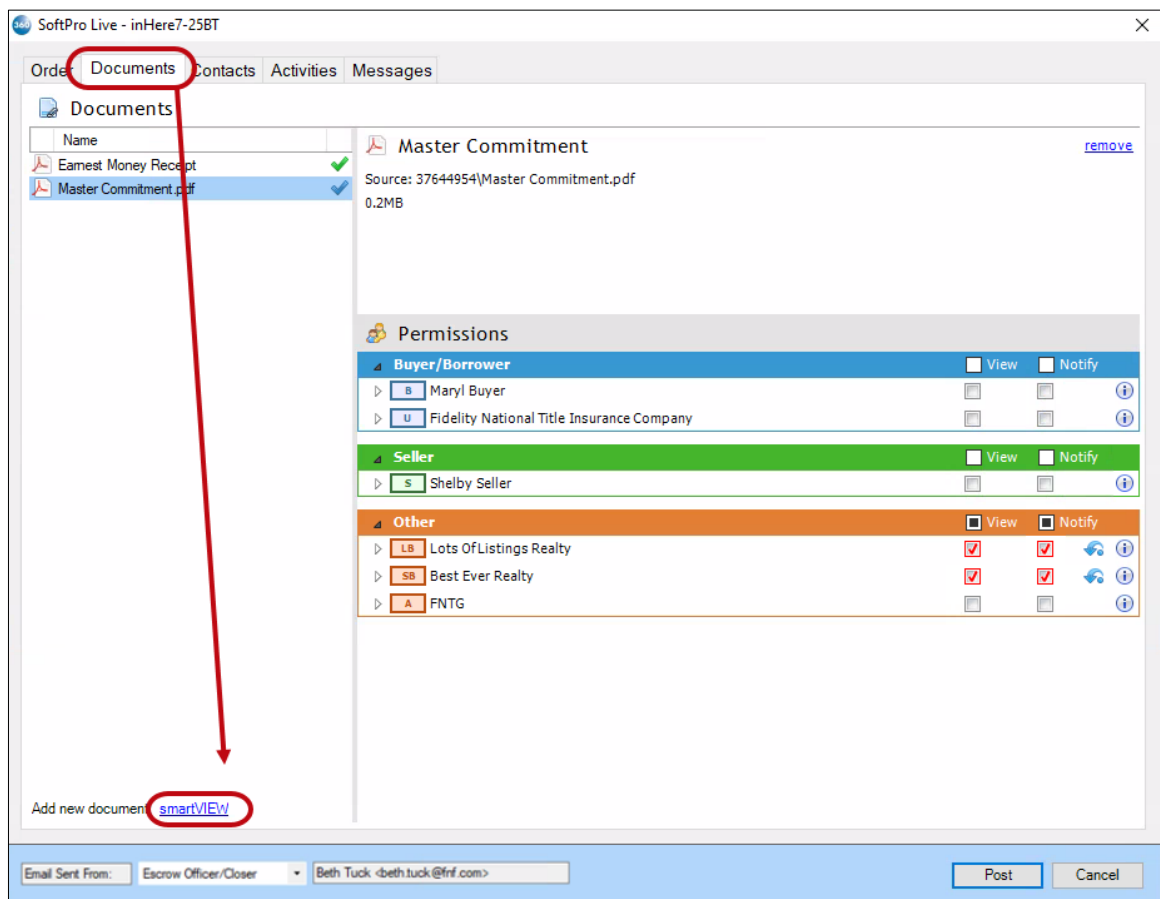 360 SoftPro Live - inHere7-25BT
Order Documents Contacts Activities Messages
Documents
Name
Earnest Money Receipt
Master Commitment.pdf
Add new document smartVIEW
Master Commitment remove
Source: 37644954\Master Commitment.pdf
0.2MB
Permissions
Buyer/Borrower View Notify
B Maryl Buyer
U Fidelity National Title Insurance Company
Seller View Notify
S Shelby Seller
Other View Notify
LB Lots Of Listings Realty
SB Best Ever Realty
A FNTG
Email Sent From: Escrow Officer/Closer Beth Tuck <beth.tuck@fnf.com> Post Cancel